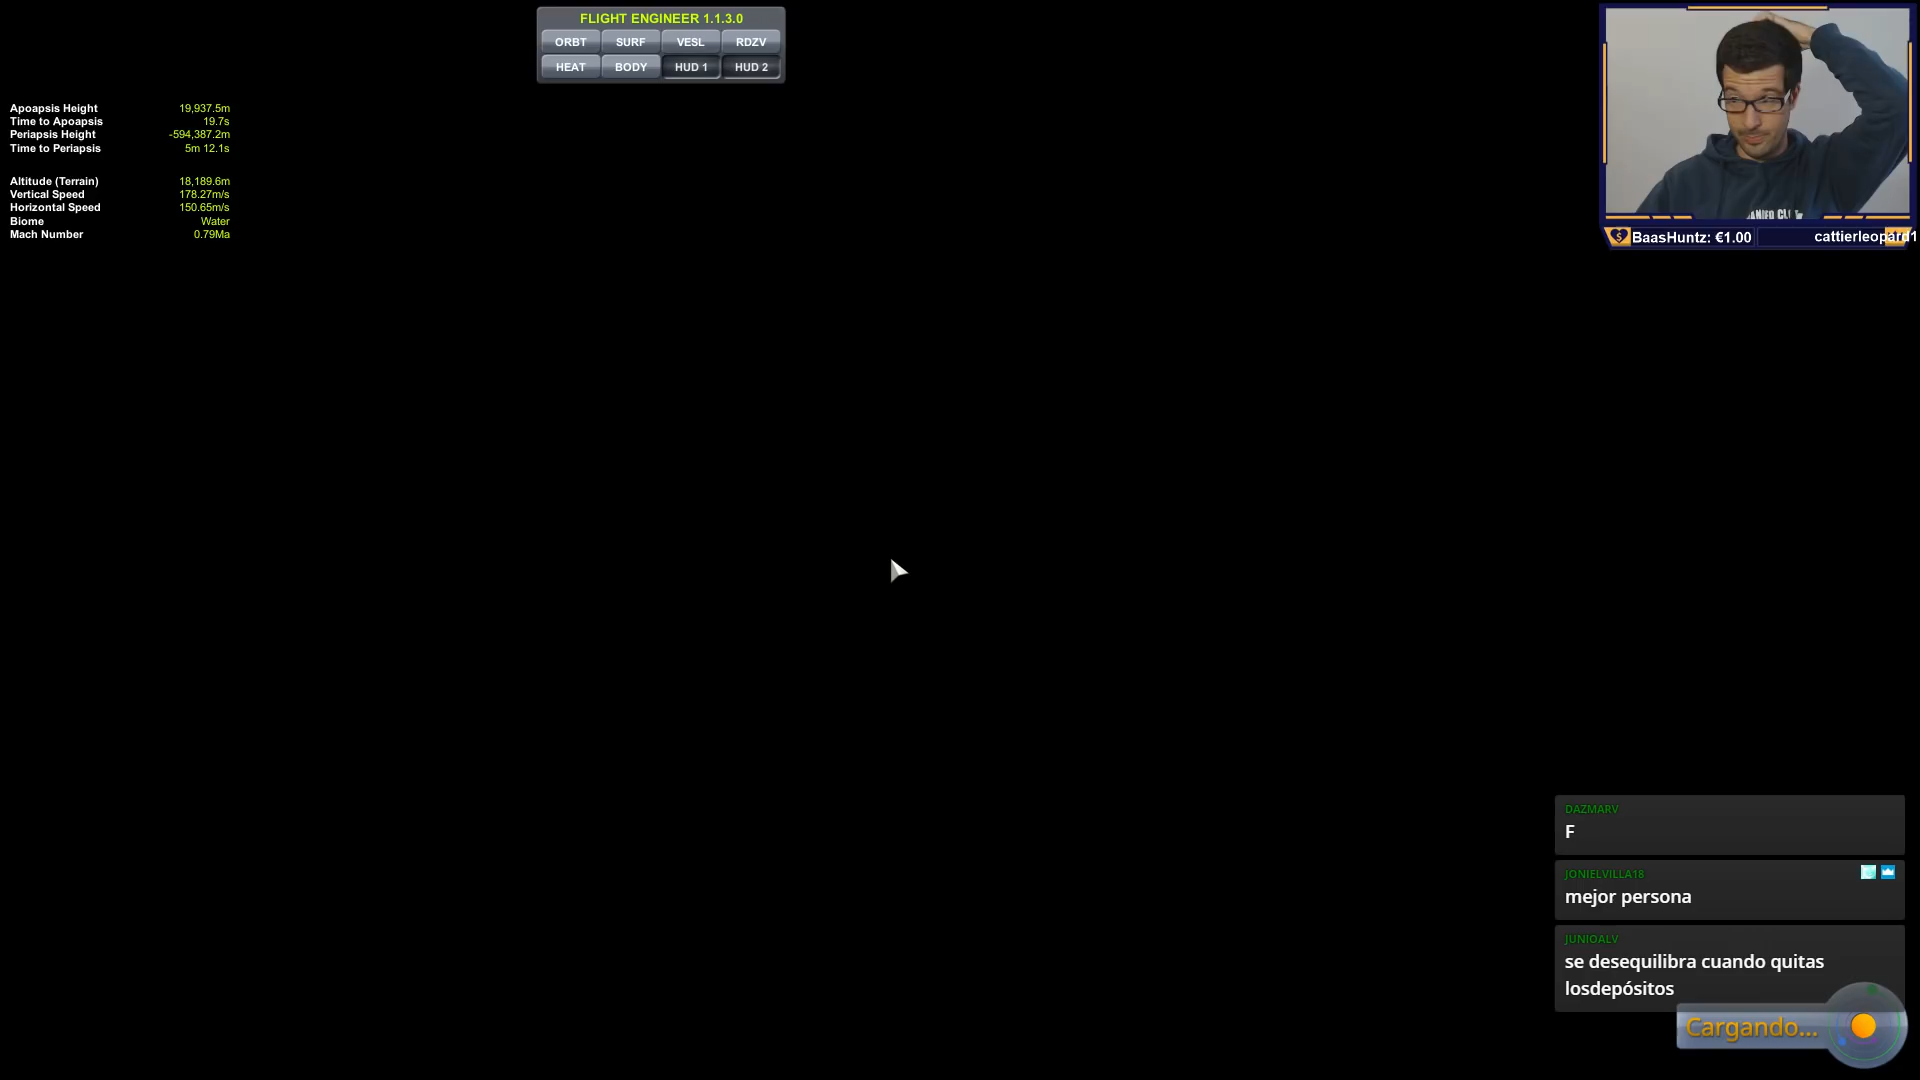 FLIGHT ENGINEER 1.1.3.0
ORBT SURF VESL RDZV
HEAT BODY HUD 1 HUD 2
Apoapsis Height 19,937.5m
Time to Apoapsis 19.7s
Periapsis Height -594,387.2m
Time to Periapsis 5m 12.1s
Altitude (Terrain) 18,189.6m
Vertical Speed 178.27m/s
Horizontal Speed 150.65m/s
Biome Water
Mach Number 0.79Ma
BaasHuntz: €1.00 cattierleopard1
DAZMARV
F
JONIELVILLA18
mejor persona
JUNIOALV
se desequilibra cuando quitas
losdepósitos
Cargando...